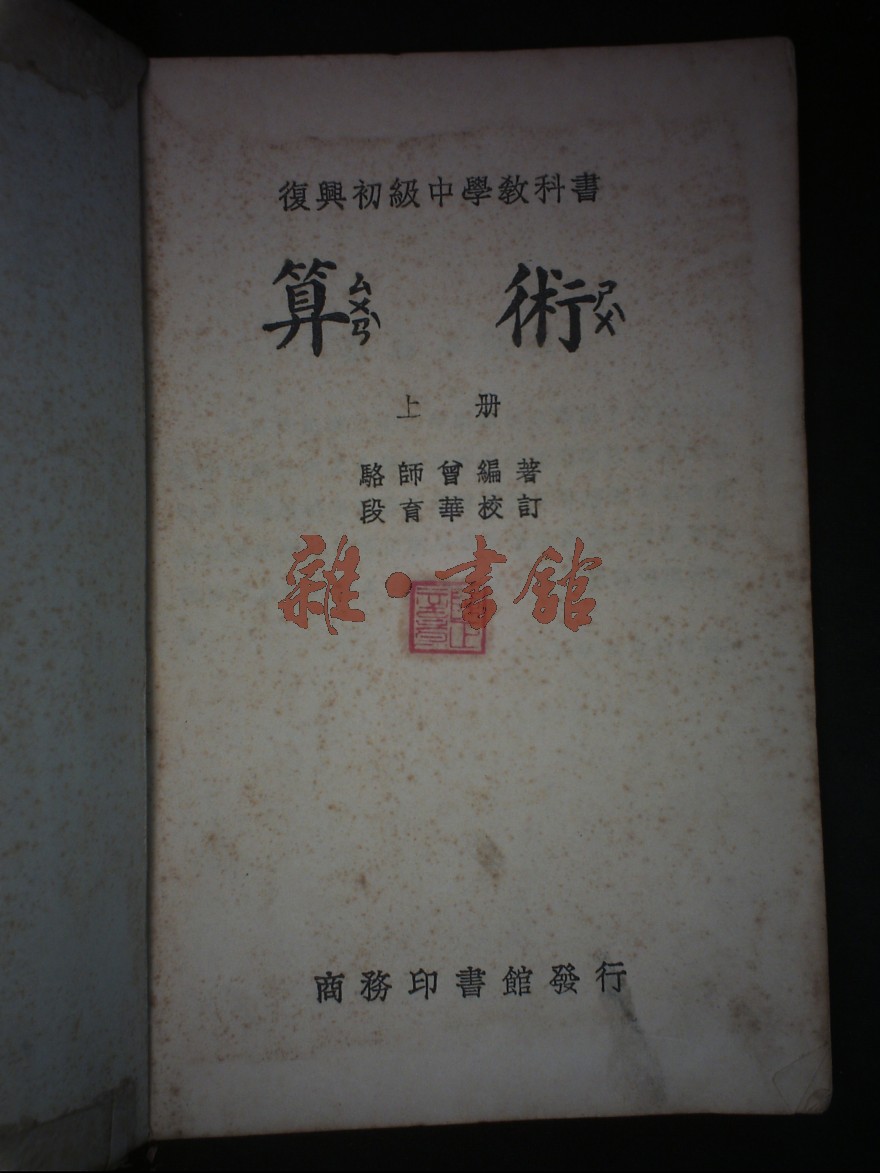 復興初級中學教科書
算ㄙㄨㄢˋ 術ㄕㄨˋ
上 册
駱師曾編著
段育華校訂
雜·書館
商務印書館發行